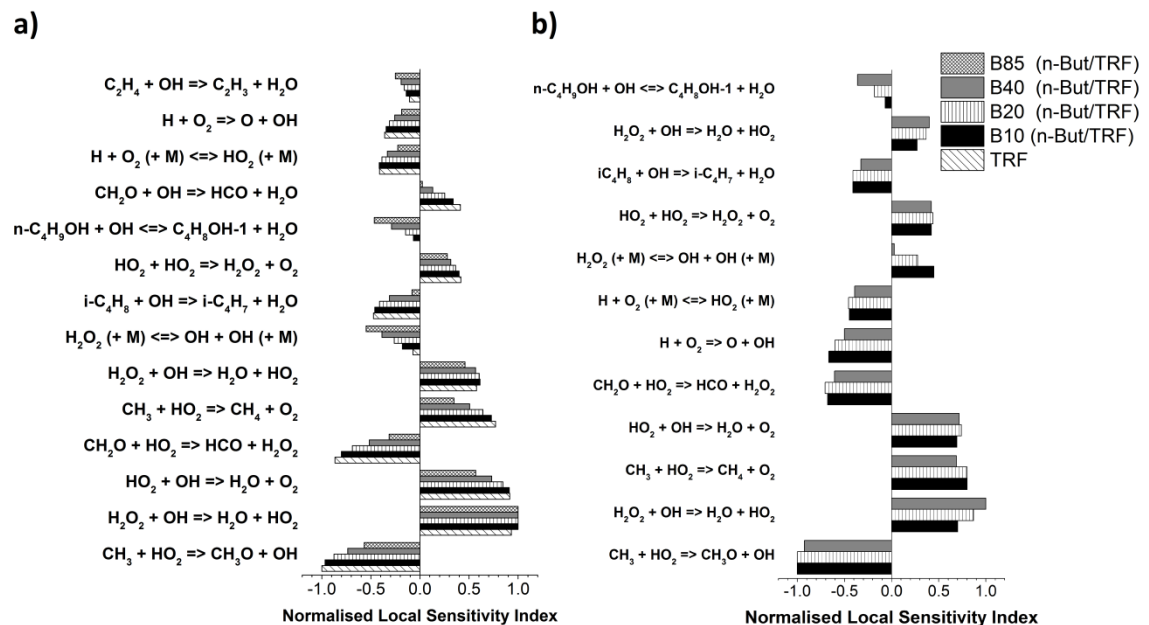 a)
C₂H₄ + OH => C₂H₃ + H₂O
H + O₂ => O + OH
H + O₂ (+ M) <=> HO₂ (+ M)
CH₂O + OH => HCO + H₂O
n-C₄H₉OH + OH <=> C₄H₈OH-1 + H₂O
HO₂ + HO₂ => H₂O₂ + O₂
i-C₄H₈ + OH => i-C₄H₇ + H₂O
H₂O₂ (+ M) <=> OH + OH (+ M)
H₂O₂ + OH => H₂O + HO₂
CH₃ + HO₂ => CH₄ + O₂
CH₂O + HO₂ => HCO + H₂O₂
HO₂ + OH => H₂O + O₂
H₂O₂ + OH => H₂O + HO₂
CH₃ + HO₂ => CH₃O + OH
-1.0 -0.5 0.0 0.5 1.0
Normalised Local Sensitivity Index
b)
B85 (n-But/TRF)
B40 (n-But/TRF)
B20 (n-But/TRF)
B10 (n-But/TRF)
TRF
n-C₄H₉OH + OH <=> C₄H₈OH-1 + H₂O
H₂O₂ + OH => H₂O + HO₂
iC₄H₈ + OH => i-C₄H₇ + H₂O
HO₂ + HO₂ => H₂O₂ + O₂
H₂O₂ (+ M) <=> OH + OH (+ M)
H + O₂ (+ M) <=> HO₂ (+ M)
H + O₂ => O + OH
CH₂O + HO₂ => HCO + H₂O₂
HO₂ + OH => H₂O + O₂
CH₃ + HO₂ => CH₄ + O₂
H₂O₂ + OH => H₂O + HO₂
CH₃ + HO₂ => CH₃O + OH
-1.0 -0.5 0.0 0.5 1.0
Normalised Local Sensitivity Index